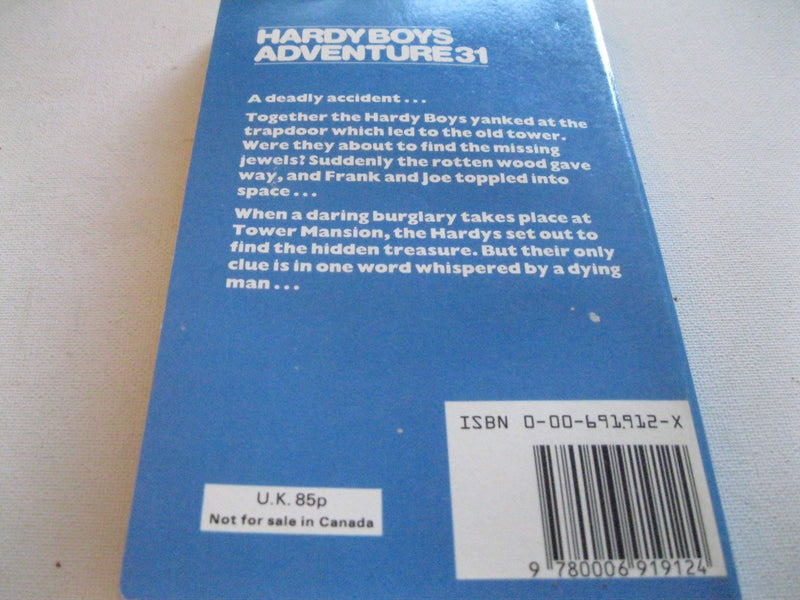 HARDY BOYS
ADVENTURE 31
A deadly accident...
Together the Hardy Boys yanked at the
trapdoor which led to the old tower.
Were they about to find the missing
jewels? Suddenly the rotten wood gave
way, and Frank and Joe toppled into
space...
When a daring burglary takes place at
Tower Mansion, the Hardys set out to
find the hidden treasure. But their only
clue is in one word whispered by a dying
man...
ISBN 0-00-691912-X
U.K. 85p
Not for sale in Canada
9 780006 919124